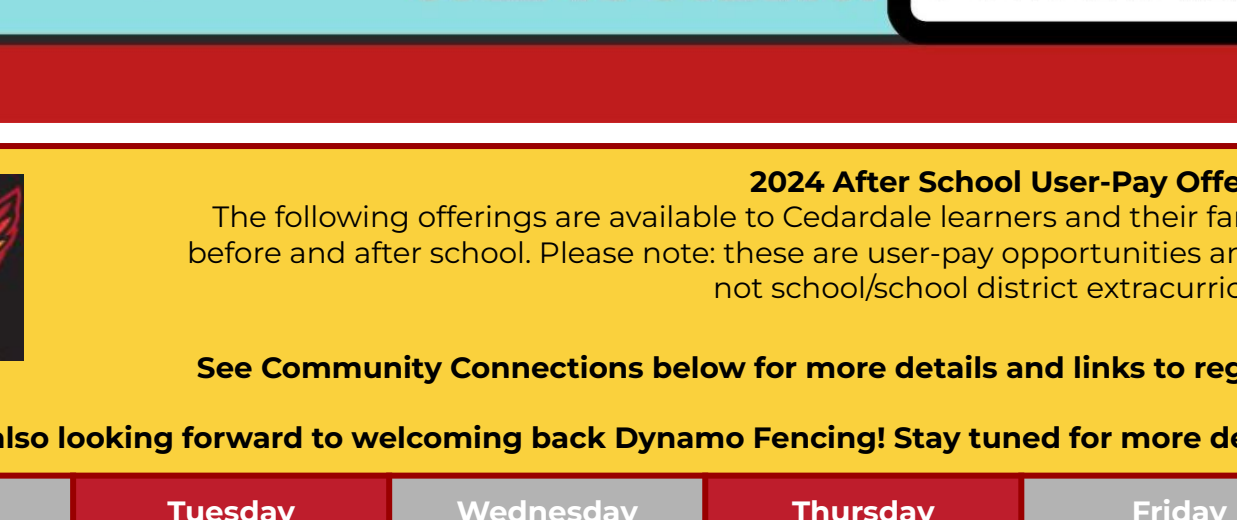 2024 After School User-Pay Offe
The following offerings are available to Cedardale learners and their far
before and after school. Please note: these are user-pay opportunities ar
not school/school district extracurric
See Community Connections below for more details and links to reg
also looking forward to welcoming back Dynamo Fencing! Stay tuned for more de
Tuesday Wednesday Thursday Friday